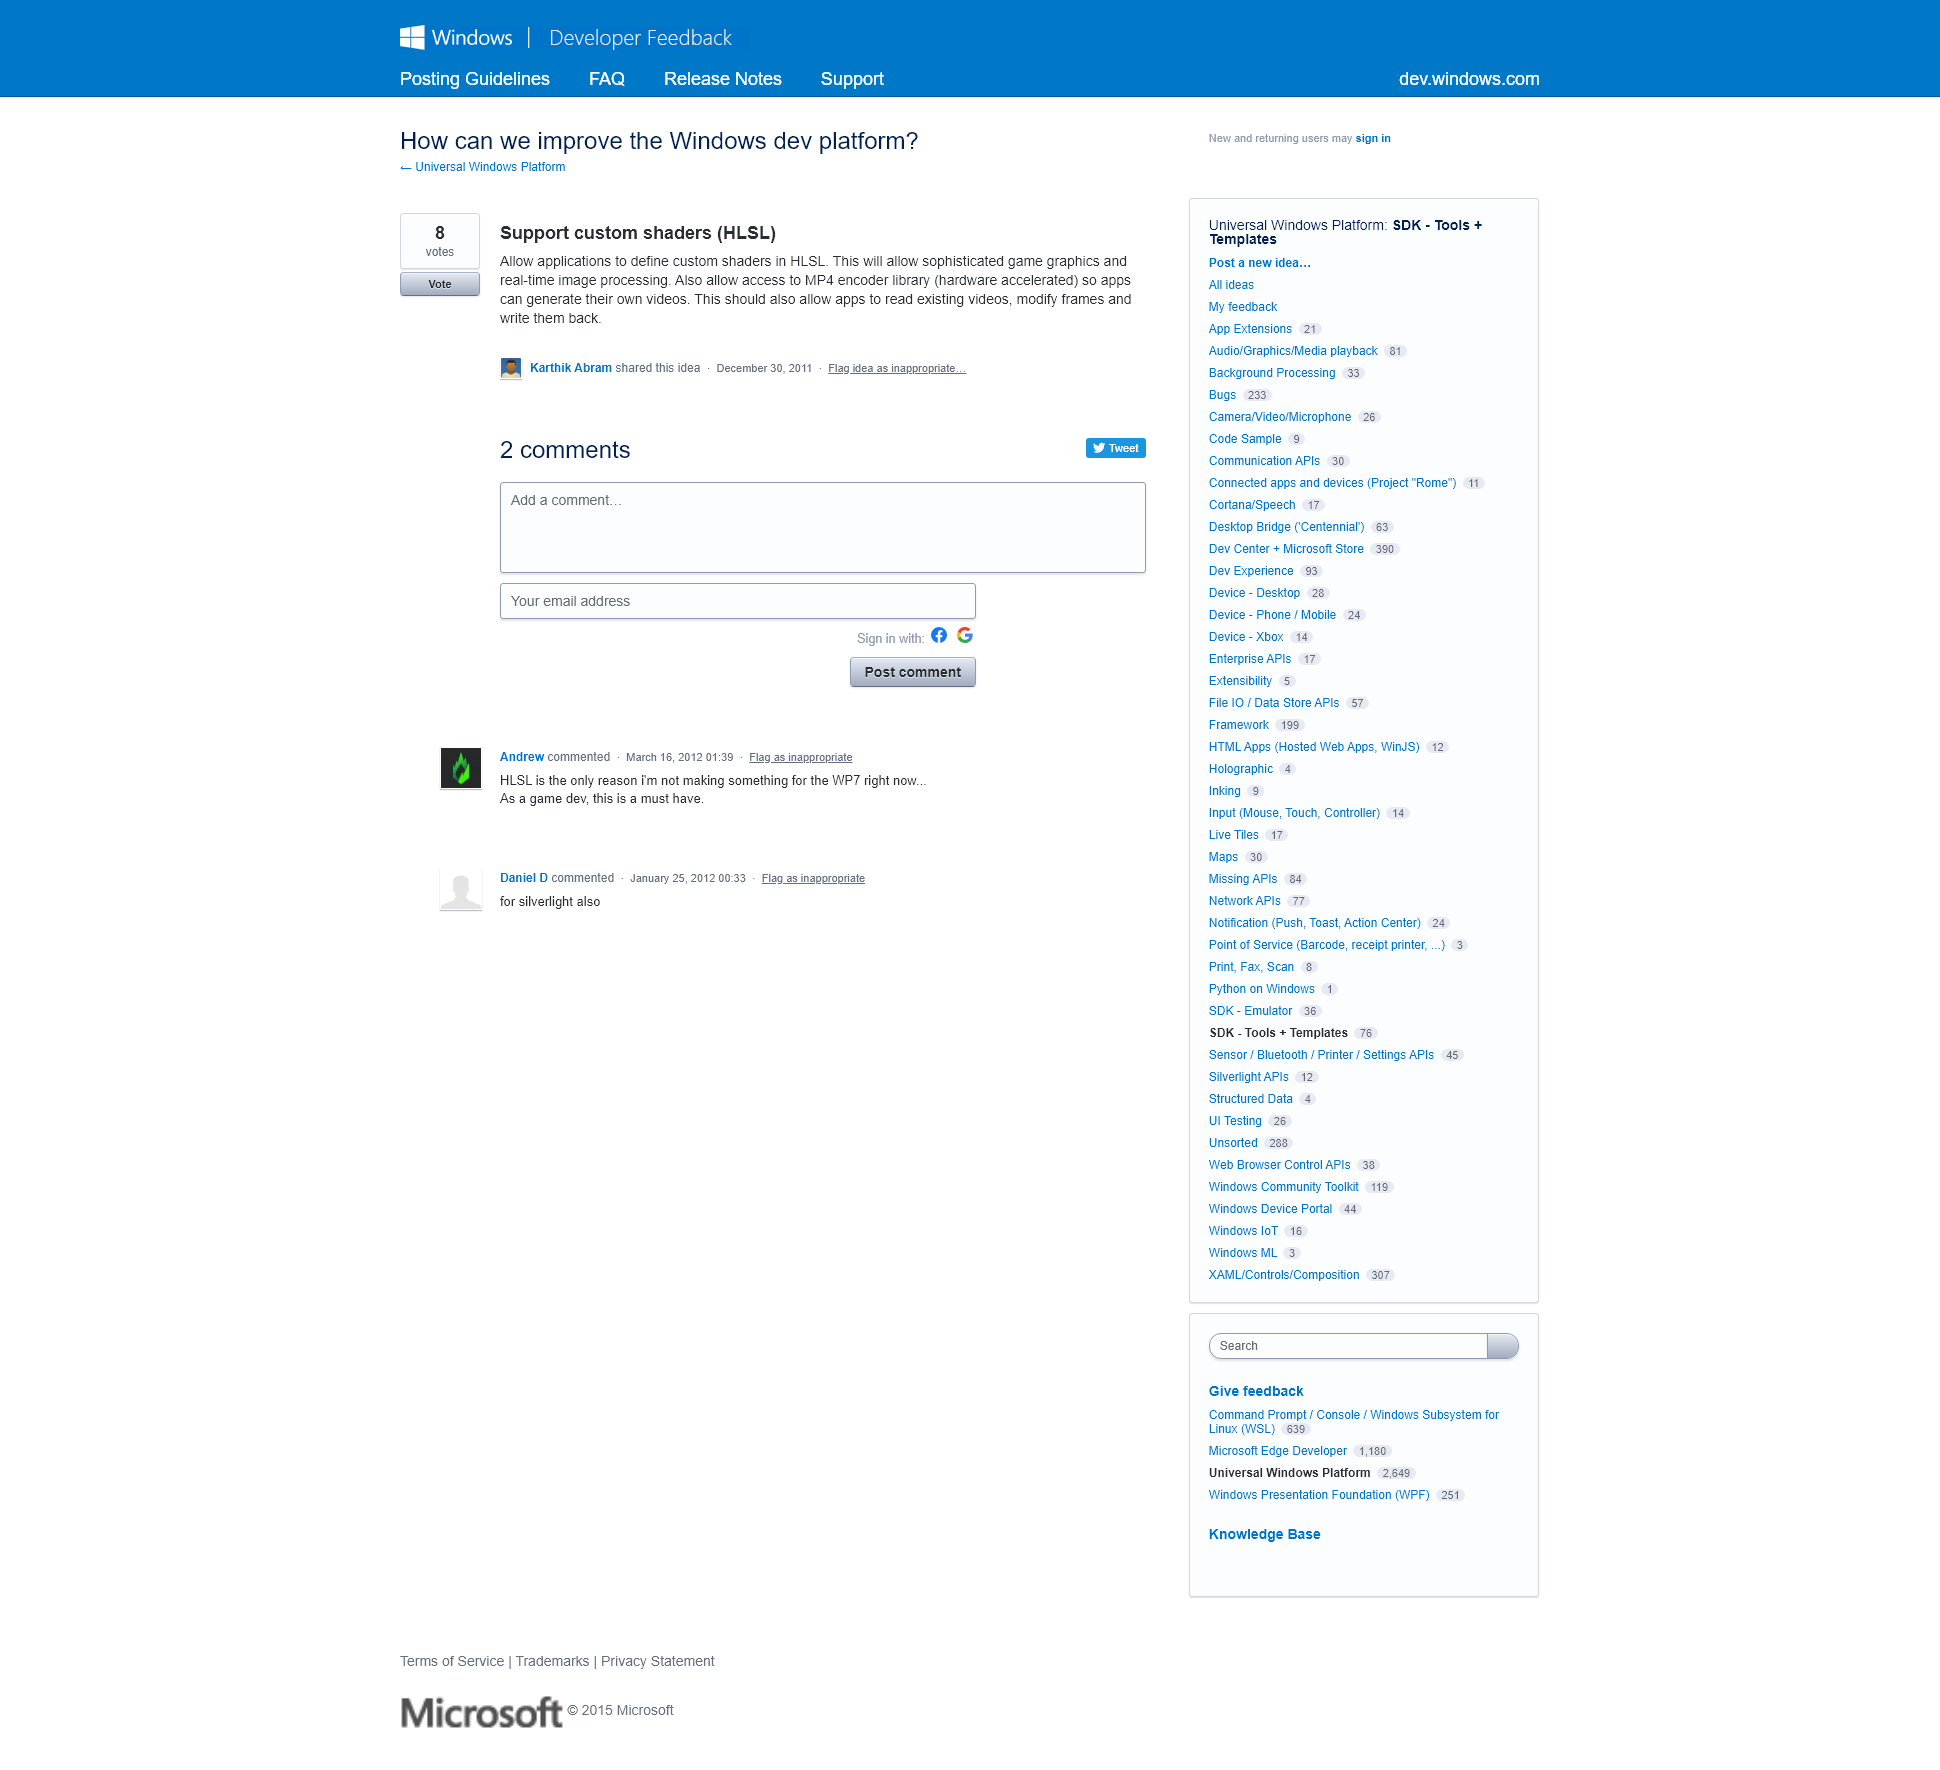 Windows | Developer Feedback
Posting Guidelines FAQ Release Notes Support dev.windows.com
How can we improve the Windows dev platform?
← Universal Windows Platform
New and returning users may sign in
8
votes
Vote
Support custom shaders (HLSL)
Allow applications to define custom shaders in HLSL. This will allow sophisticated game graphics and
real-time image processing. Also allow access to MP4 encoder library (hardware accelerated) so apps
can generate their own videos. This should also allow apps to read existing videos, modify frames and
write them back.
Karthik Abram shared this idea · December 30, 2011 · Flag idea as inappropriate…
2 comments
Tweet
Add a comment…
Your email address
Sign in with:
Post comment
Andrew commented · March 16, 2012 01:39 · Flag as inappropriate
HLSL is the only reason i'm not making something for the WP7 right now...
As a game dev, this is a must have.
Daniel D commented · January 25, 2012 00:33 · Flag as inappropriate
for silverlight also
Universal Windows Platform: SDK - Tools +
Templates
Post a new idea…
All ideas
My feedback
App Extensions 21
Audio/Graphics/Media playback 81
Background Processing 33
Bugs 233
Camera/Video/Microphone 26
Code Sample 9
Communication APIs 30
Connected apps and devices (Project "Rome") 11
Cortana/Speech 17
Desktop Bridge ('Centennial') 63
Dev Center + Microsoft Store 390
Dev Experience 93
Device - Desktop 28
Device - Phone / Mobile 24
Device - Xbox 14
Enterprise APIs 17
Extensibility 5
File IO / Data Store APIs 57
Framework 199
HTML Apps (Hosted Web Apps, WinJS) 12
Holographic 4
Inking 9
Input (Mouse, Touch, Controller) 14
Live Tiles 17
Maps 30
Missing APIs 84
Network APIs 77
Notification (Push, Toast, Action Center) 24
Point of Service (Barcode, receipt printer, ...) 3
Print, Fax, Scan 8
Python on Windows 1
SDK - Emulator 36
SDK - Tools + Templates 76
Sensor / Bluetooth / Printer / Settings APIs 45
Silverlight APIs 12
Structured Data 4
UI Testing 26
Unsorted 288
Web Browser Control APIs 38
Windows Community Toolkit 119
Windows Device Portal 44
Windows IoT 16
Windows ML 3
XAML/Controls/Composition 307
Search
Give feedback
Command Prompt / Console / Windows Subsystem for
Linux (WSL) 639
Microsoft Edge Developer 1,180
Universal Windows Platform 2,649
Windows Presentation Foundation (WPF) 251
Knowledge Base
Terms of Service | Trademarks | Privacy Statement
Microsoft © 2015 Microsoft